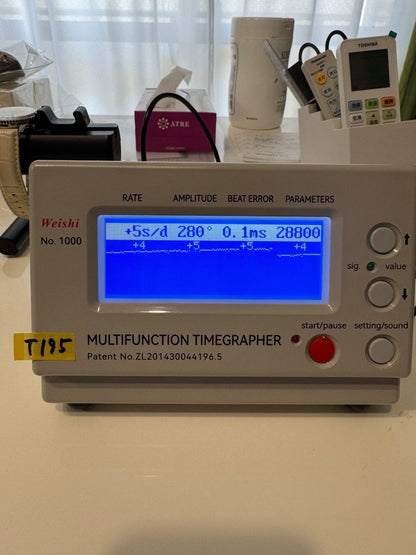 TOSHIBA
ATRE
RATE AMPLITUDE BEAT ERROR PARAMETERS
Weishi
No. 1000
+5s/d 280° 0.1ms 28800
+4 +5 +5 +4
sig. value
start/pause setting/sound
MULTIFUNCTION TIMEGRAPHER
Patent No.ZL201430044196.5
T195